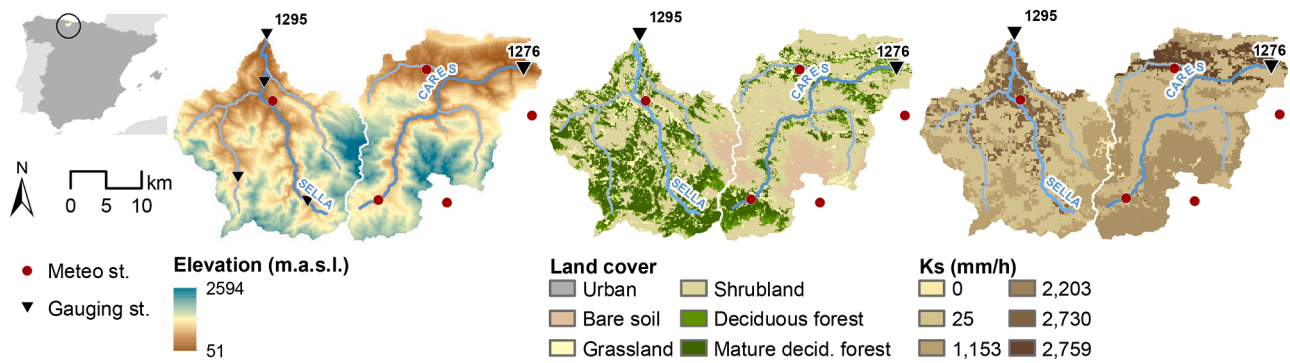 N
0 5 10 km
Meteo st.
Gauging st.
1295
1276
CARES
SELLA
Elevation (m.a.s.l.)
2594
51
1295
1276
CARES
SELLA
Land cover
Urban
Bare soil
Grassland
Shrubland
Deciduous forest
Mature decid. forest
1295
1276
CARES
SELLA
Ks (mm/h)
0
25
1,153
2,203
2,730
2,759